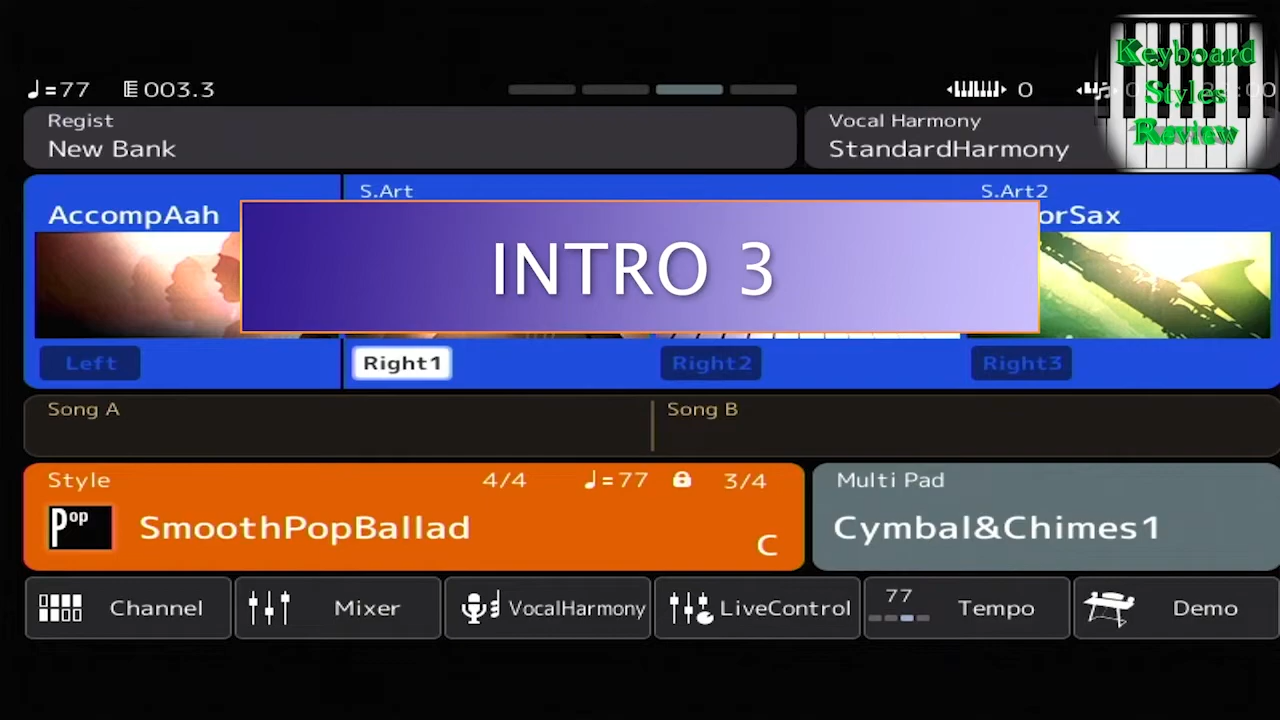 ♩=77 003.3 0
Keyboard
Styles
Review
Regist
New Bank
Vocal Harmony
StandardHarmony
S.Art
S.Art2
AccompAah
orSax
INTRO 3
Left
Right1
Right2
Right3
Song A
Song B
Style 4/4 ♩=77 3/4
Pop
SmoothPopBallad
C
Multi Pad
Cymbal&Chimes1
Channel
Mixer
VocalHarmony
LiveControl
77
Tempo
Demo